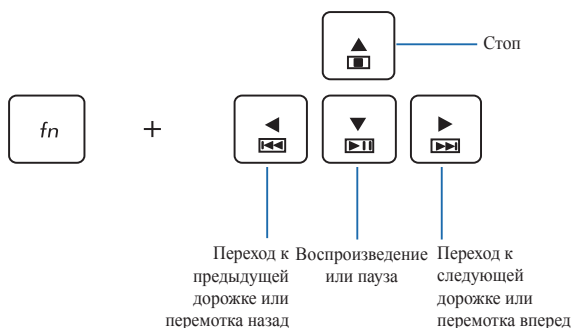 Стоп
fn
+
Переход к
предыдущей
дорожке или
перемотка назад
Воспроизведение
или пауза
Переход к
следующей
дорожке или
перемотка вперед